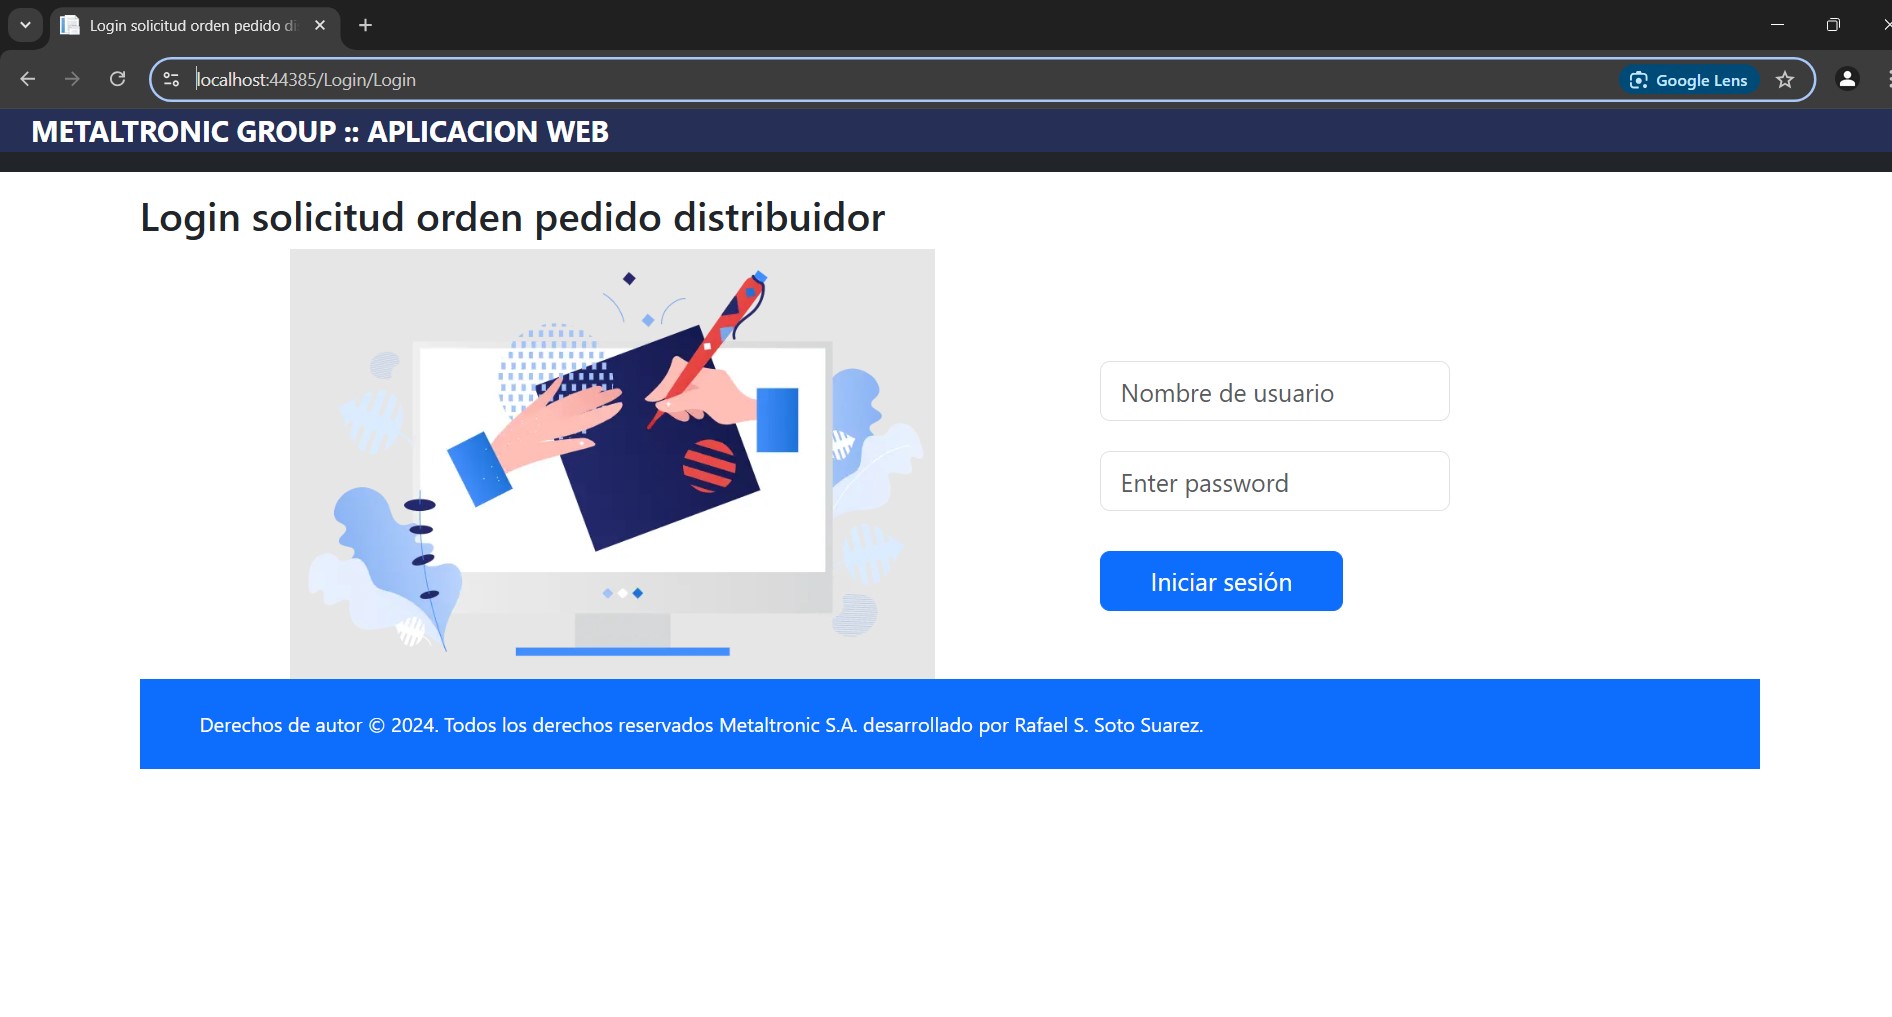 Login solicitud orden pedido di
localhost:44385/Login/Login
Google Lens
METALTRONIC GROUP :: APLICACION WEB
Login solicitud orden pedido distribuidor
Nombre de usuario
Enter password
Iniciar sesión
Derechos de autor © 2024. Todos los derechos reservados Metaltronic S.A. desarrollado por Rafael S. Soto Suarez.